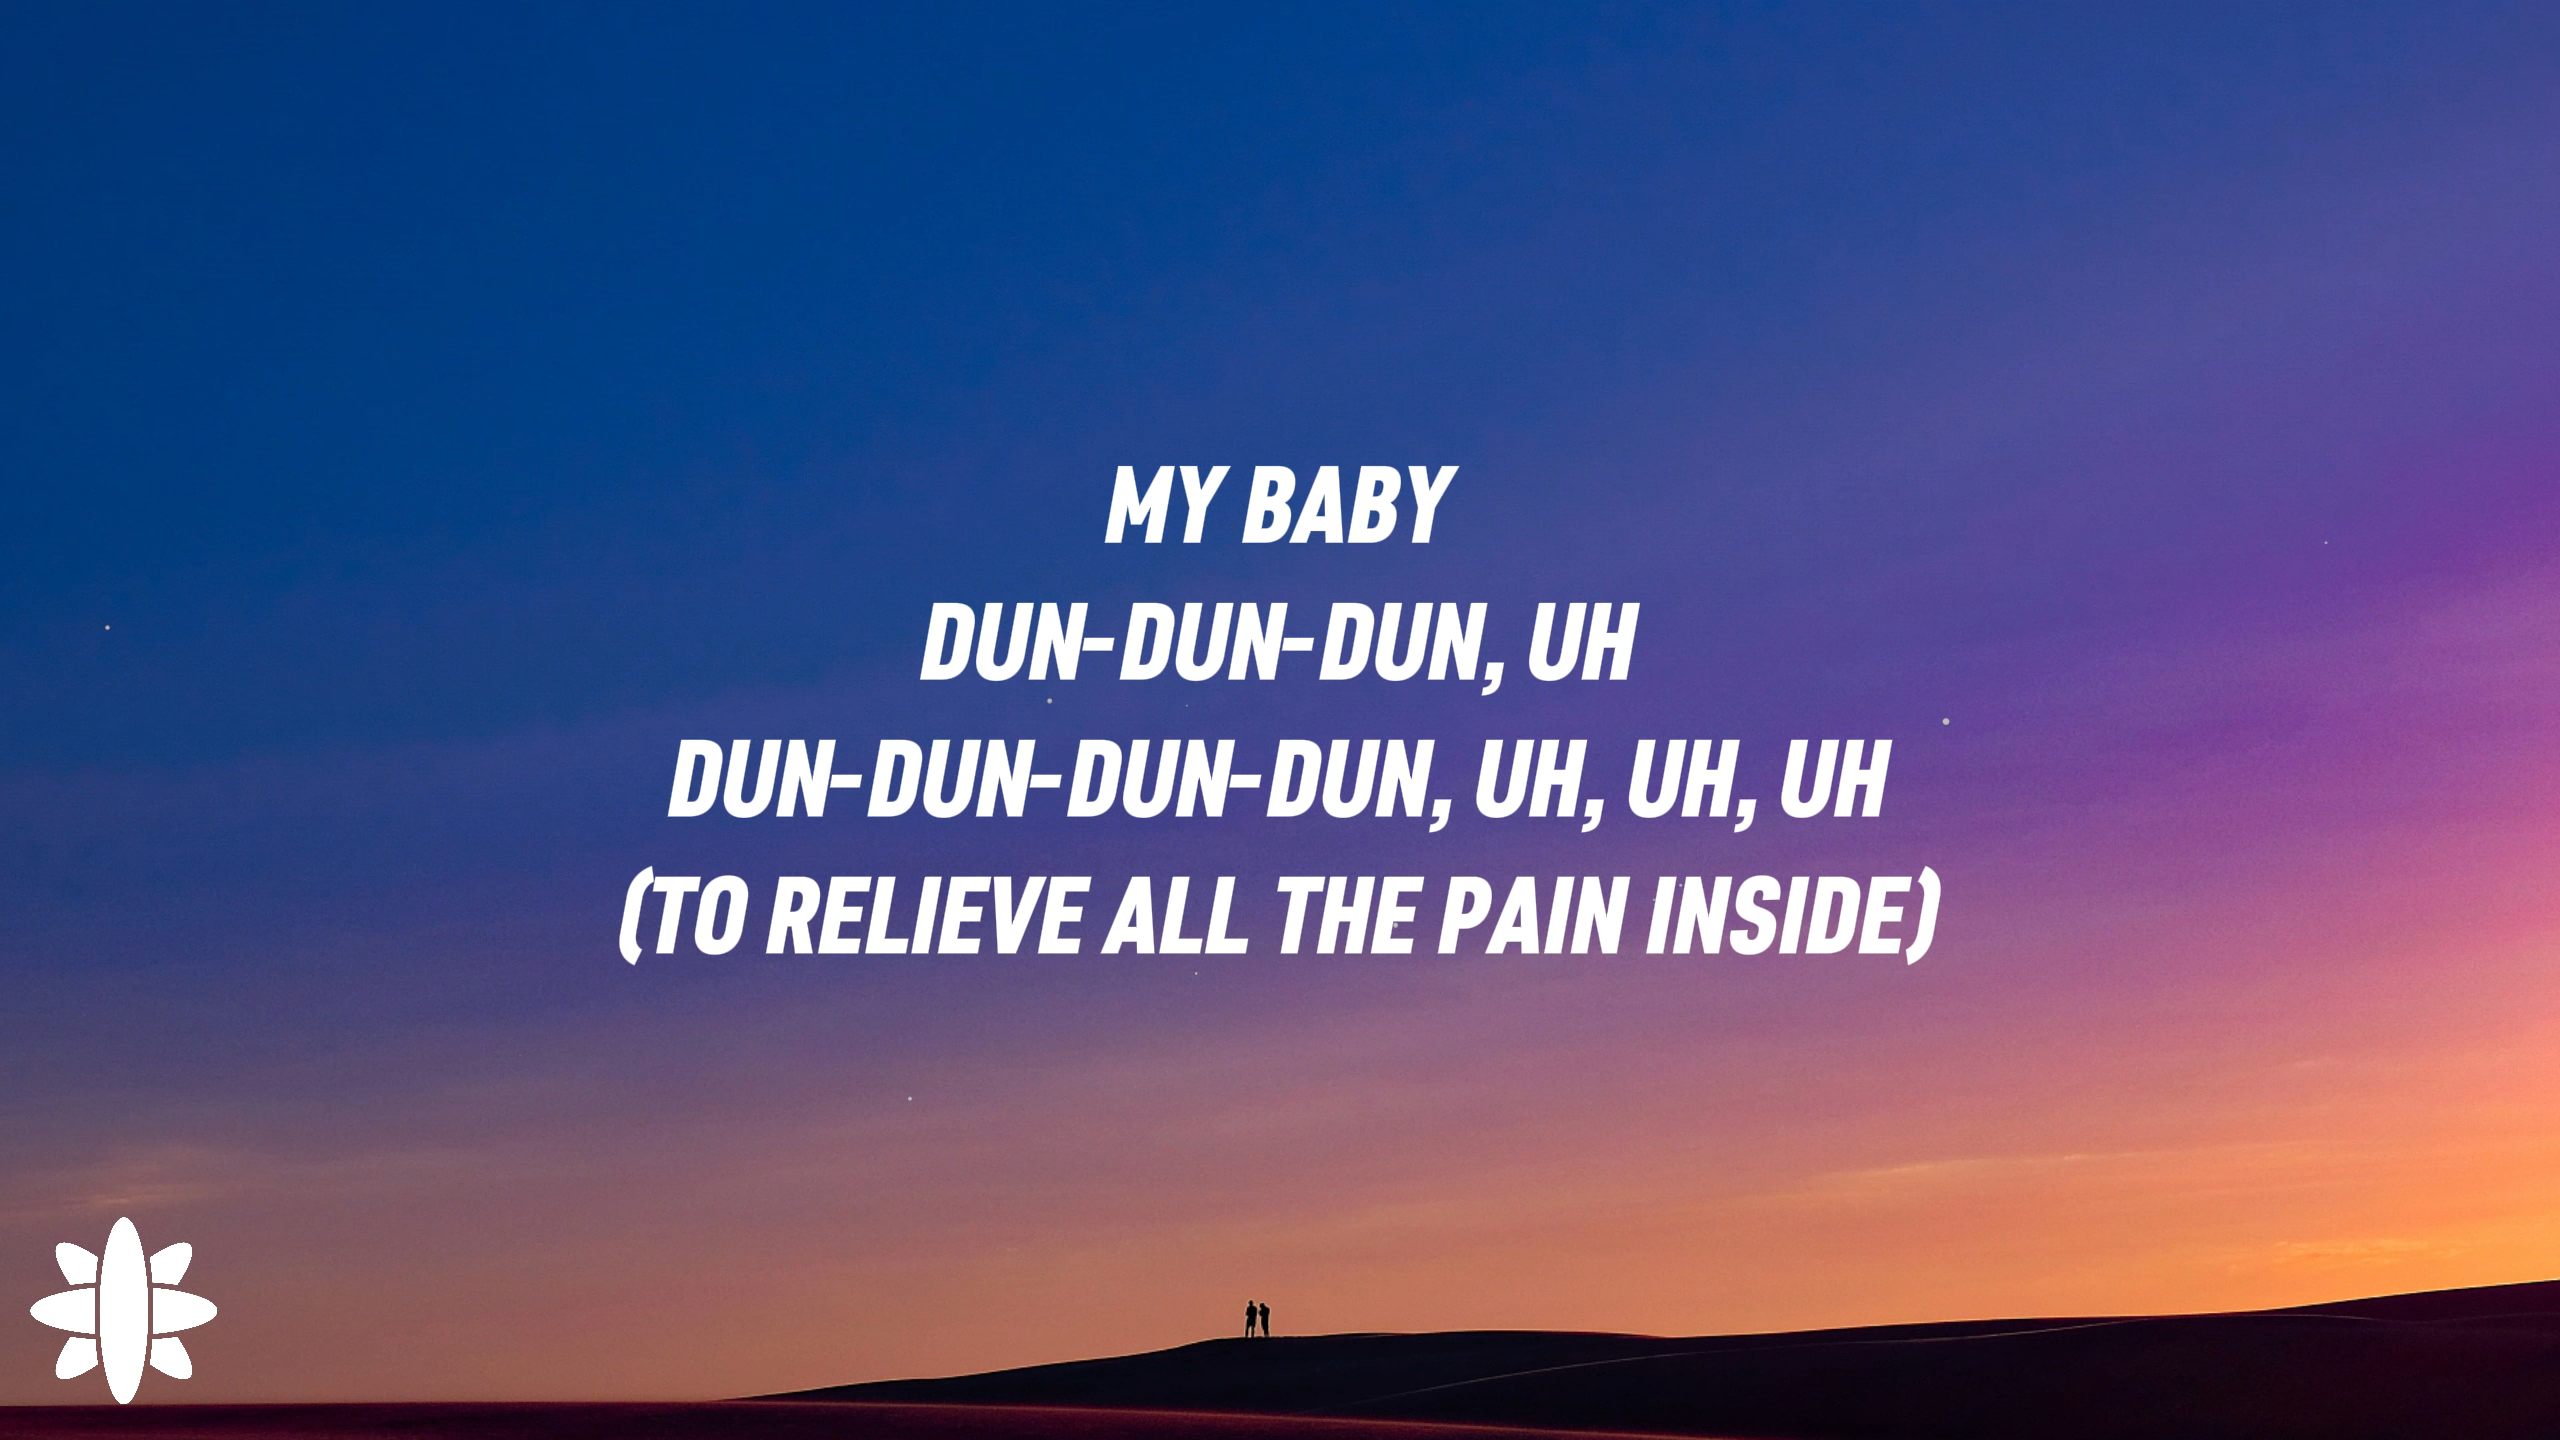 MY BABY
DUN-DUN-DUN, UH
DUN-DUN-DUN-DUN, UH, UH, UH
(TO RELIEVE ALL THE PAIN INSIDE)